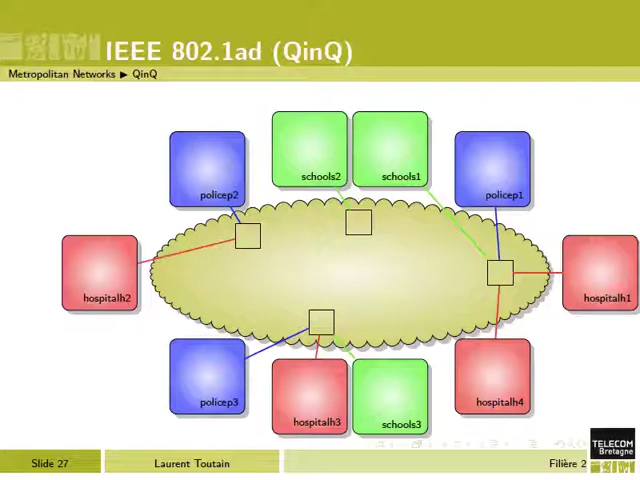 IEEE 802.1ad (QinQ)
Metropolitan Networks ▶ QinQ
schools2
schools1
policep2
policep1
hospitalh2
hospitalh1
policep3
hospitalh3
schools3
hospitalh4
TELECOM
Bretagne
Slide 27
Laurent Toutain
Filière 2